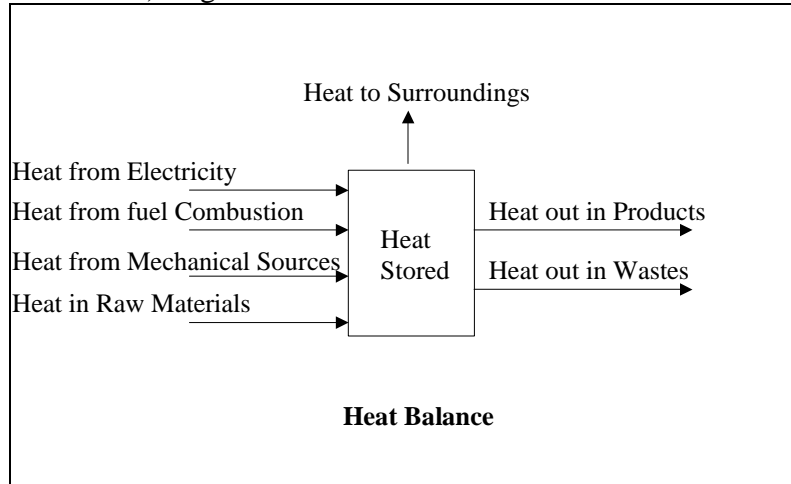 Heat to Surroundings
Heat from Electricity
Heat from fuel Combustion
Heat out in Products
Heat
Stored
Heat from Mechanical Sources
Heat out in Wastes
Heat in Raw Materials
Heat Balance